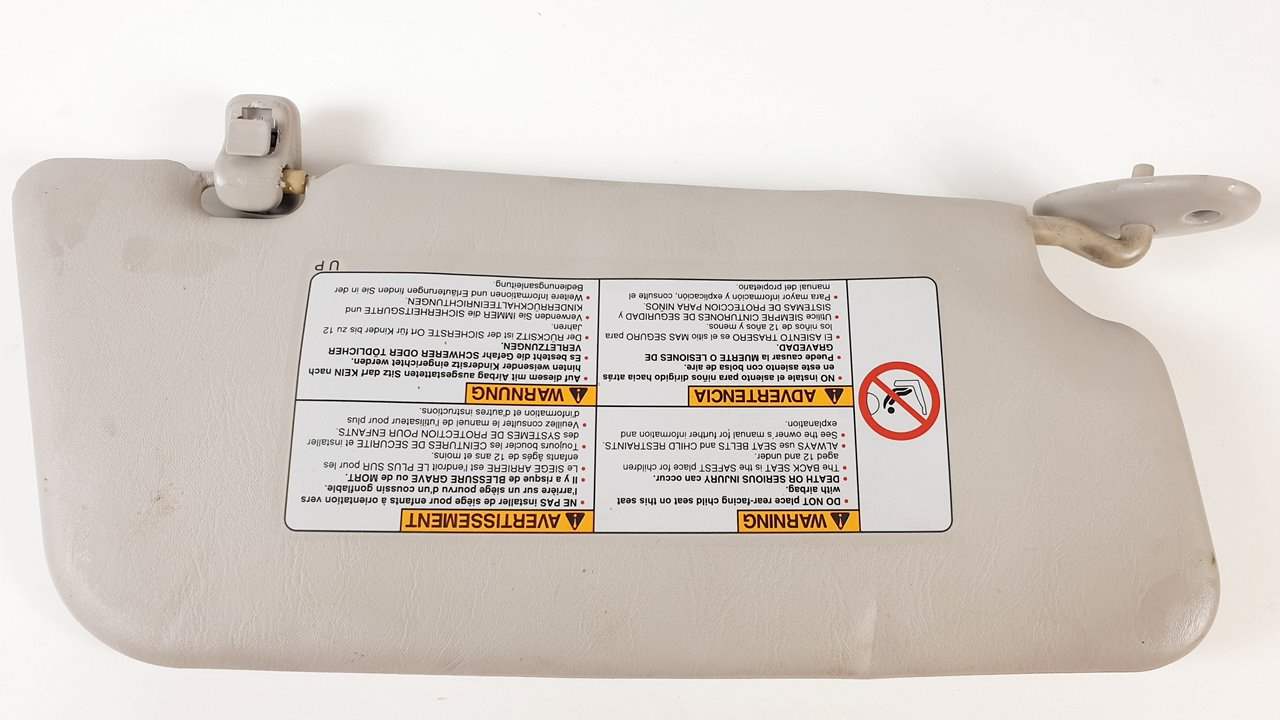 WARNING
• DO NOT place rear-facing child seat on this seat
with airbag.
• DEATH OR SERIOUS INJURY can occur.
• The BACK SEAT is the SAFEST place for children
aged 12 and under.
• ALWAYS use SEAT BELTS and CHILD RESTRAINTS.
• See the owner's manual for further information and
explanation.
AVERTISSEMENT
• NE PAS installer de siège pour enfants à orientation vers
l'arrière sur un siège pourvu d'un coussin gonflable.
• Il y a risque de BLESSURE GRAVE ou de MORT.
• Le SIEGE ARRIERE est l'endroit LE PLUS SUR pour les
enfants âgés de 12 ans et moins.
• Toujours boucler les CEINTURES DE SECURITE et installer
des SYSTEMES DE PROTECTION POUR ENFANTS.
• Veuillez consulter le manuel de l'utilisateur pour plus
d'information et d'autres instructions.
ADVERTENCIA
• NO instale el asiento para niños dirigido hacia atrás
en este asiento con bolsa de aire.
• Puede causar la MUERTE O LESIONES DE
GRAVEDAD.
• El ASIENTO TRASERO es el sitio MAS SEGURO para
los niños de 12 años y menos.
• Utilice SIEMPRE CINTURONES DE SEGURIDAD y
SISTEMAS DE PROTECCION PARA NIÑOS.
• Para mayor información y explicación, consulte el
manual del propietario.
WARNUNG
• Auf diesem mit Airbag ausgestatteten Sitz darf KEIN nach
hinten weisender Kindersitz eingerichtet werden.
• Es besteht die Gefahr SCHWERER ODER TÖDLICHER
VERLETZUNGEN.
• Der RÜCKSITZ ist der SICHERSTE Ort für Kinder bis zu 12
Jahren.
• Verwenden Sie IMMER die SICHERHEITSGURTE und
KINDERRÜCKHALTEEINRICHTUNGEN.
• Weitere Informationen und Erläuterungen finden Sie in der
Bedienungsanleitung.
UP